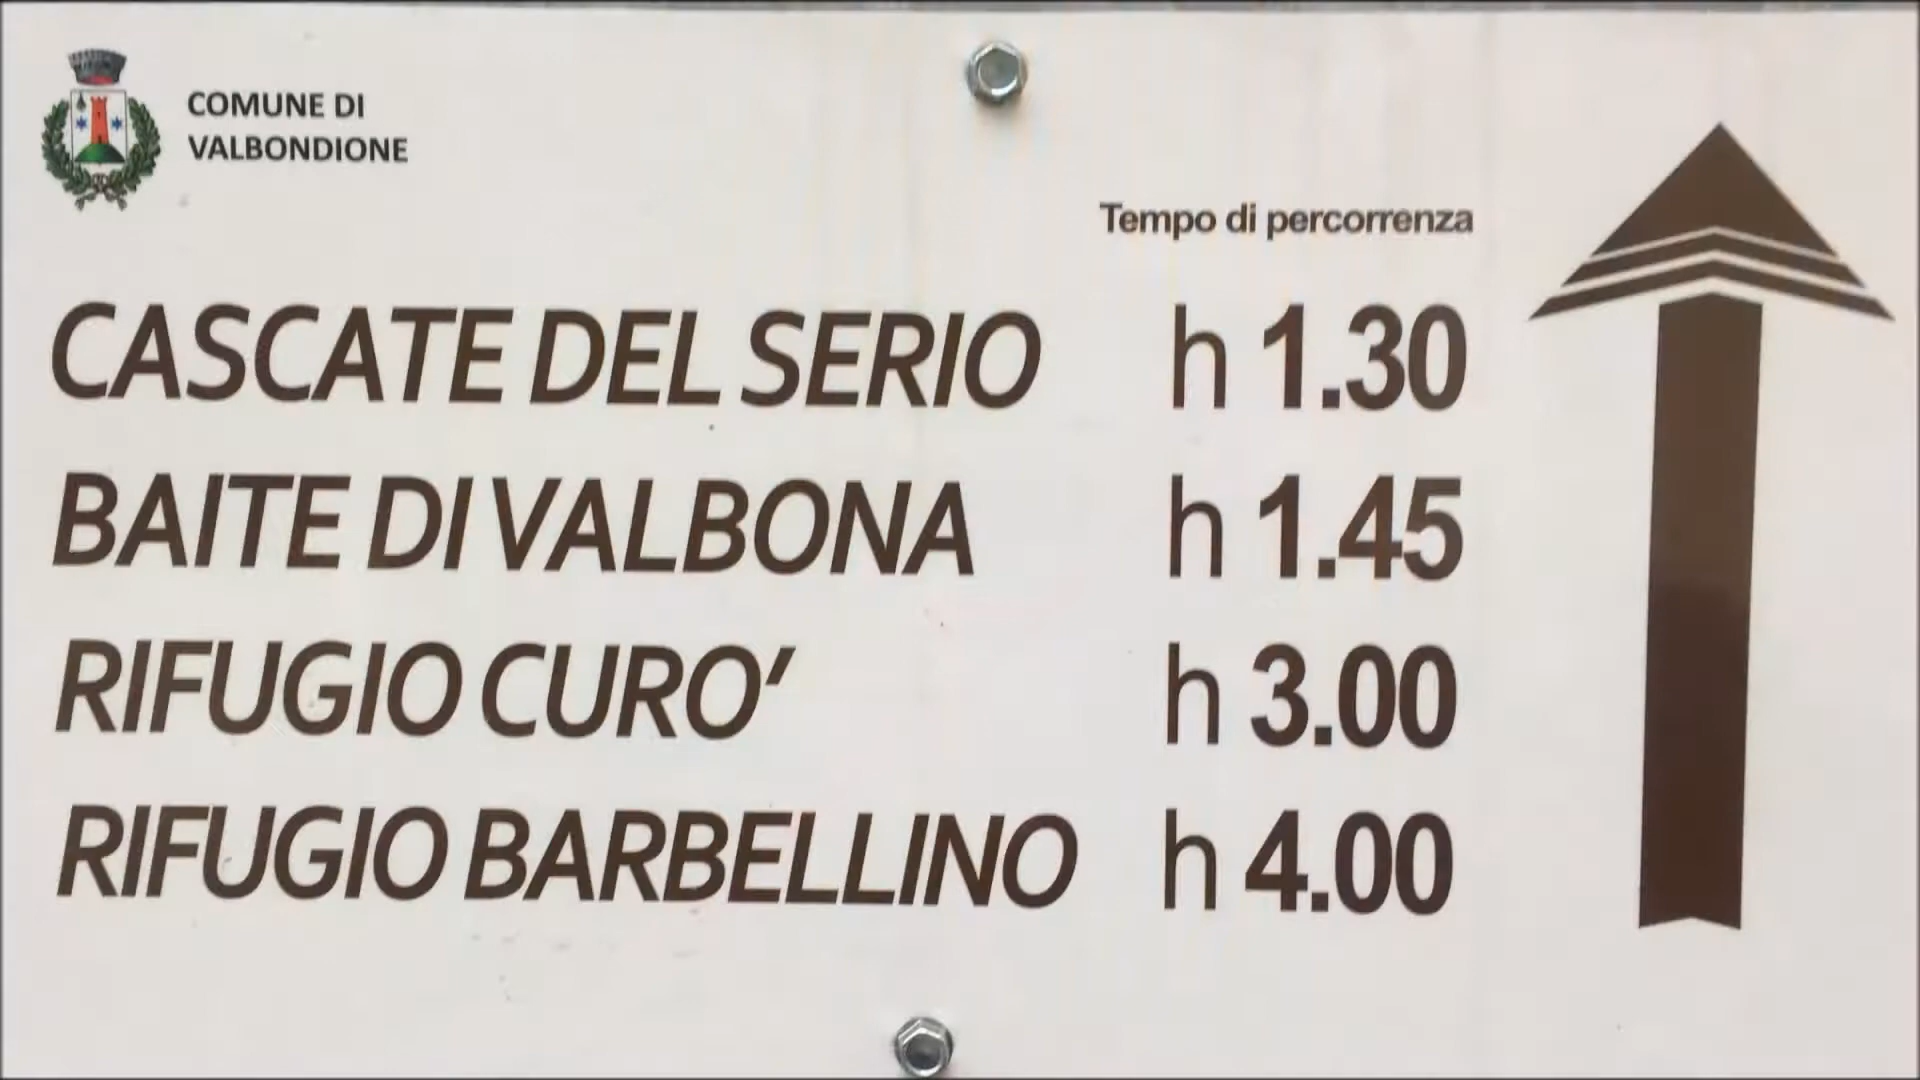 COMUNE DI
VALBONDIONE
Tempo di percorrenza
CASCATE DEL SERIO h 1.30
BAITE DI VALBONA h 1.45
RIFUGIO CURO' h 3.00
RIFUGIO BARBELLINO h 4.00